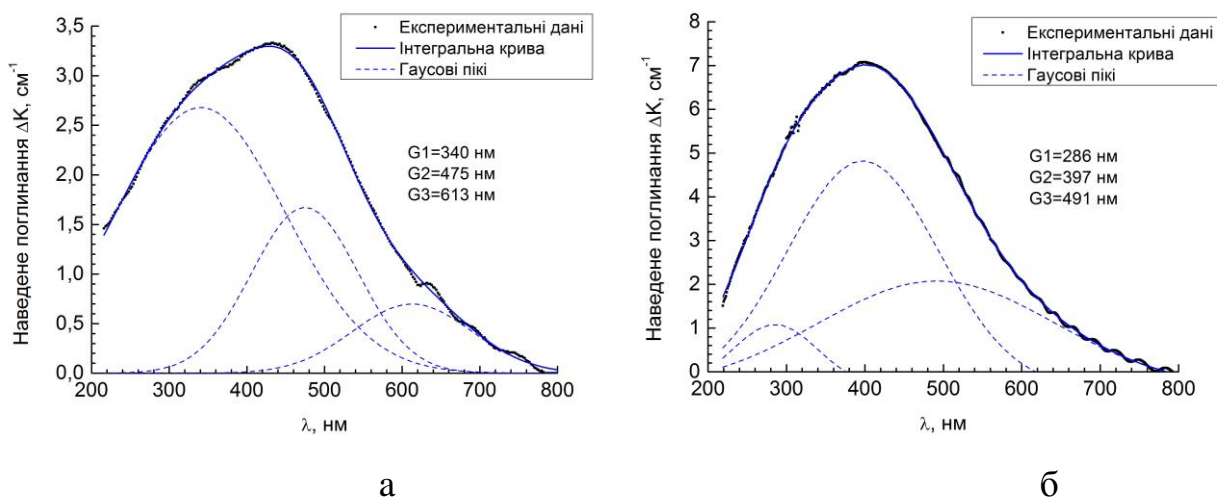 Наведене поглинання ΔK, см⁻¹
3,5
3,0
2,5
2,0
1,5
1,0
0,5
0,0
Експериментальні дані
Інтегральна крива
Гаусові пікі
G1=340 нм
G2=475 нм
G3=613 нм
200 300 400 500 600 700 800
λ, нм
а
Наведене поглинання ΔK, см⁻¹
8
7
6
5
4
3
2
1
0
Експериментальні дані
Інтегральна крива
Гаусові пікі
G1=286 нм
G2=397 нм
G3=491 нм
200 300 400 500 600 700 800
λ, нм
б